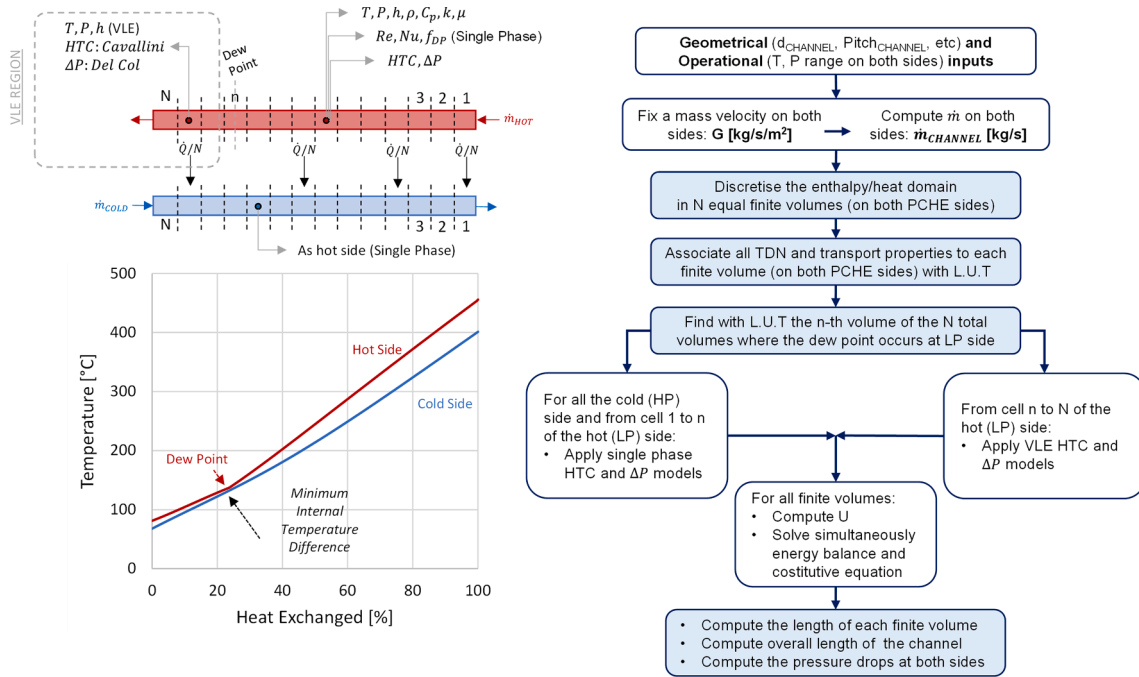 VLE REGION
T, P, h (VLE)
HTC: Cavallini
ΔP: Del Col
Dew
Point
T, P, h, ρ, C_p, k, μ
Re, Nu, f_DP (Single Phase)
HTC, ΔP
N
n
3
2
1
ṁ_HOT
Q̇/N
Q̇/N
Q̇/N
Q̇/N
ṁ_COLD
N
3
2
1
As hot side (Single Phase)
500
400
300
200
100
0
Temperature [°C]
Hot Side
Cold Side
Dew Point
Minimum
Internal
Temperature
Difference
0
20
40
60
80
100
Heat Exchanged [%]
Geometrical (d_CHANNEL, Pitch_CHANNEL, etc) and
Operational (T, P range on both sides) inputs
Fix a mass velocity on both
sides: G [kg/s/m²]
Compute ṁ on both
sides: ṁ_CHANNEL [kg/s]
Discretise the enthalpy/heat domain
in N equal finite volumes (on both PCHE sides)
Associate all TDN and transport properties to each
finite volume (on both PCHE sides) with L.U.T
Find with L.U.T the n-th volume of the N total
volumes where the dew point occurs at LP side
For all the cold (HP)
side and from cell 1 to n
of the hot (LP) side:
• Apply single phase
HTC and ΔP models
From cell n to N of the
hot (LP) side:
• Apply VLE HTC and
ΔP models
For all finite volumes:
• Compute U
• Solve simultaneously
energy balance and
costitutive equation
• Compute the length of each finite volume
• Compute overall length of the channel
• Compute the pressure drops at both sides